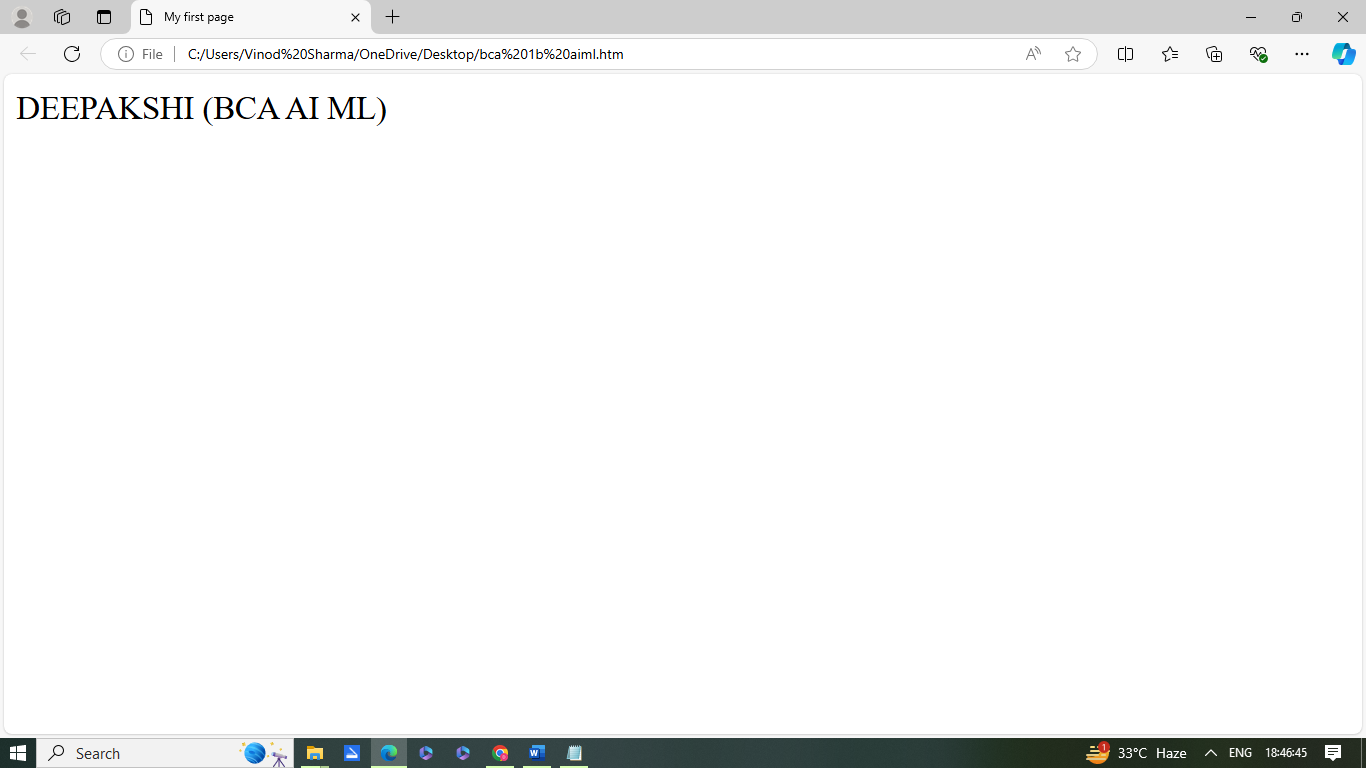 My first page
File
C:/Users/Vinod%20Sharma/OneDrive/Desktop/bca%201b%20aiml.htm
DEEPAKSHI (BCA AI ML)
Search
1
33°C Haze
ENG
18:46:45